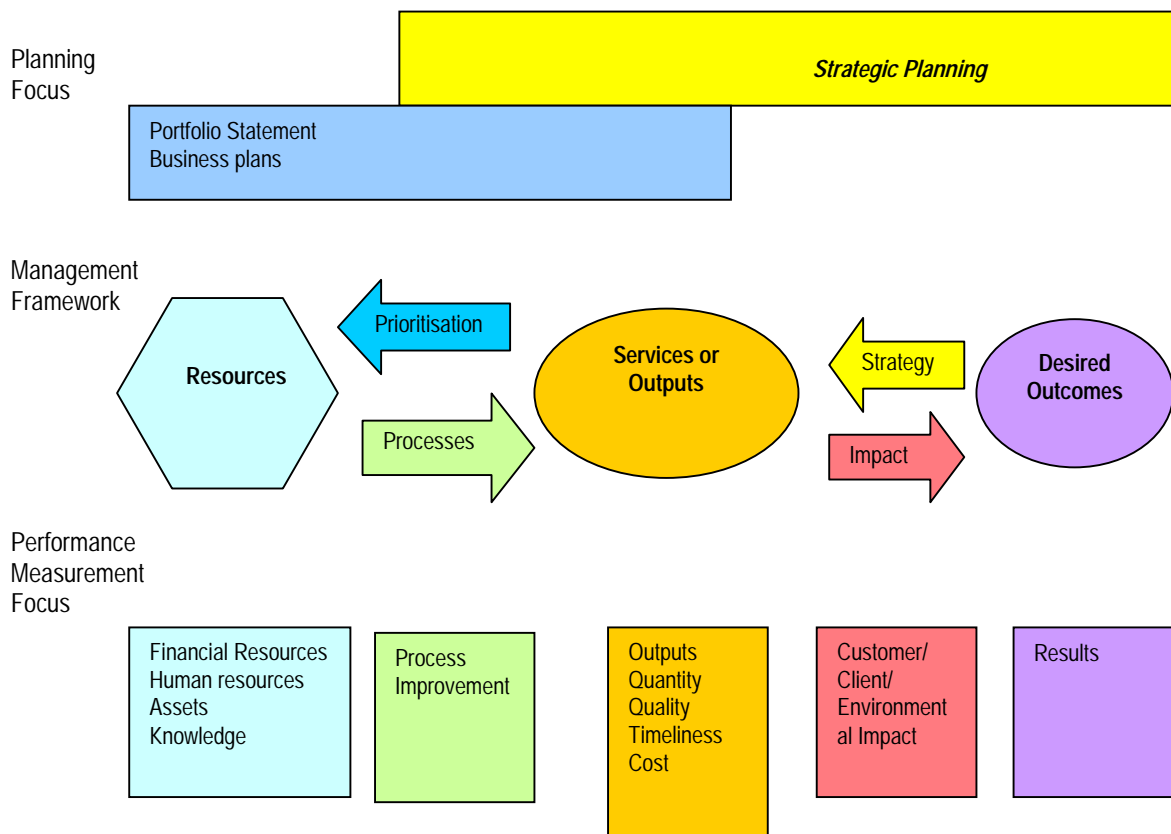 Planning
Focus
Strategic Planning
Portfolio Statement
Business plans
Management
Framework
Resources
Prioritisation
Processes
Services or
Outputs
Strategy
Impact
Desired
Outcomes
Performance
Measurement
Focus
Financial Resources
Human resources
Assets
Knowledge
Process
Improvement
Outputs
Quantity
Quality
Timeliness
Cost
Customer/
Client/
Environment
al Impact
Results